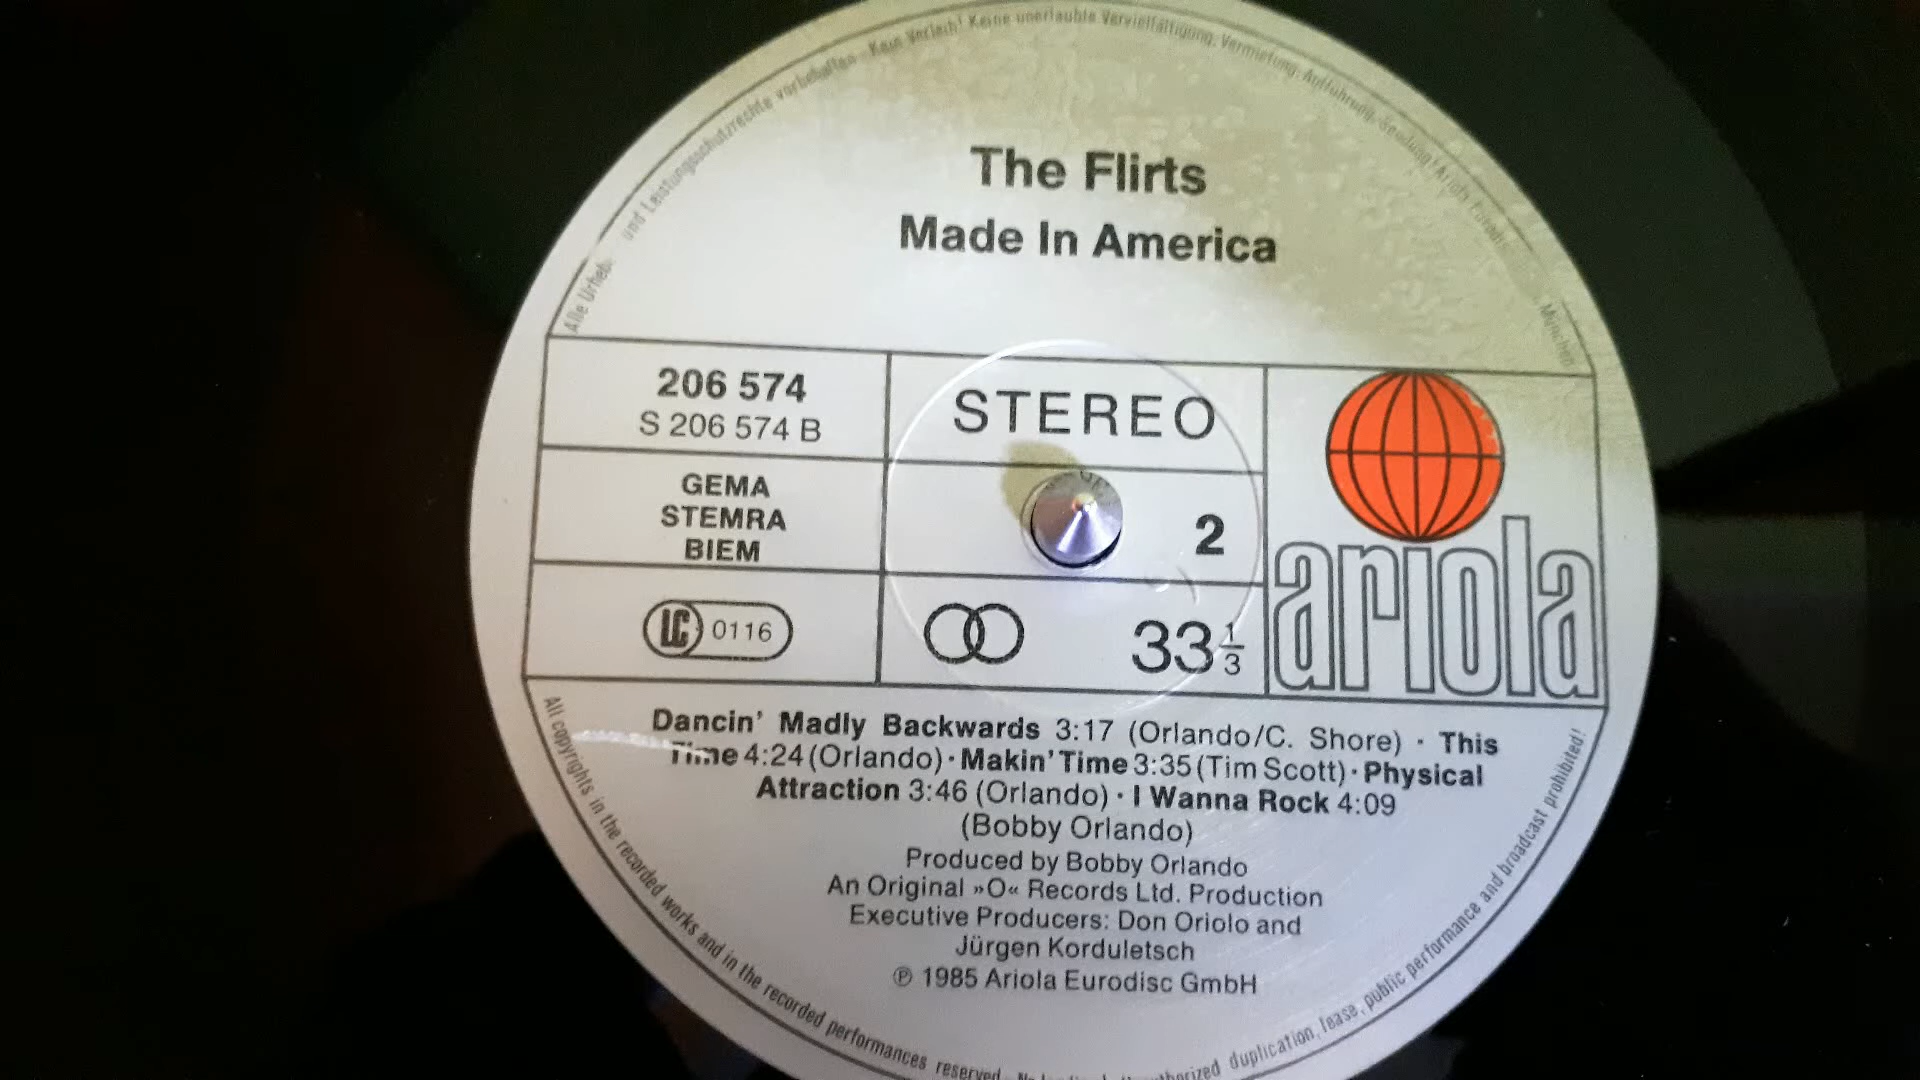 Alle Urheb- und Leistungsschutzrechte vorbehalten · Kein Verleih! Keine unerlaubte Vervielfältigung, Vermietung, Aufführung, Sendung! Ariola München
The Flirts
Made In America
206 574
S 206 574 B
STEREO
GEMA
STEMRA
BIEM
2
LC 0116
33 1/3
ariola
Dancin' Madly Backwards 3:17 (Orlando/C. Shore) · This
Time 4:24 (Orlando) · Makin' Time 3:35 (Tim Scott) · Physical
Attraction 3:46 (Orlando) · I Wanna Rock 4:09
(Bobby Orlando)
Produced by Bobby Orlando
An Original »O« Records Ltd. Production
Executive Producers: Don Oriolo and
Jürgen Korduletsch
℗ 1985 Ariola Eurodisc GmbH
All copyrights in the recorded works and in the recorded performances reserved duplication, lease, public performance and broadcast prohibited!